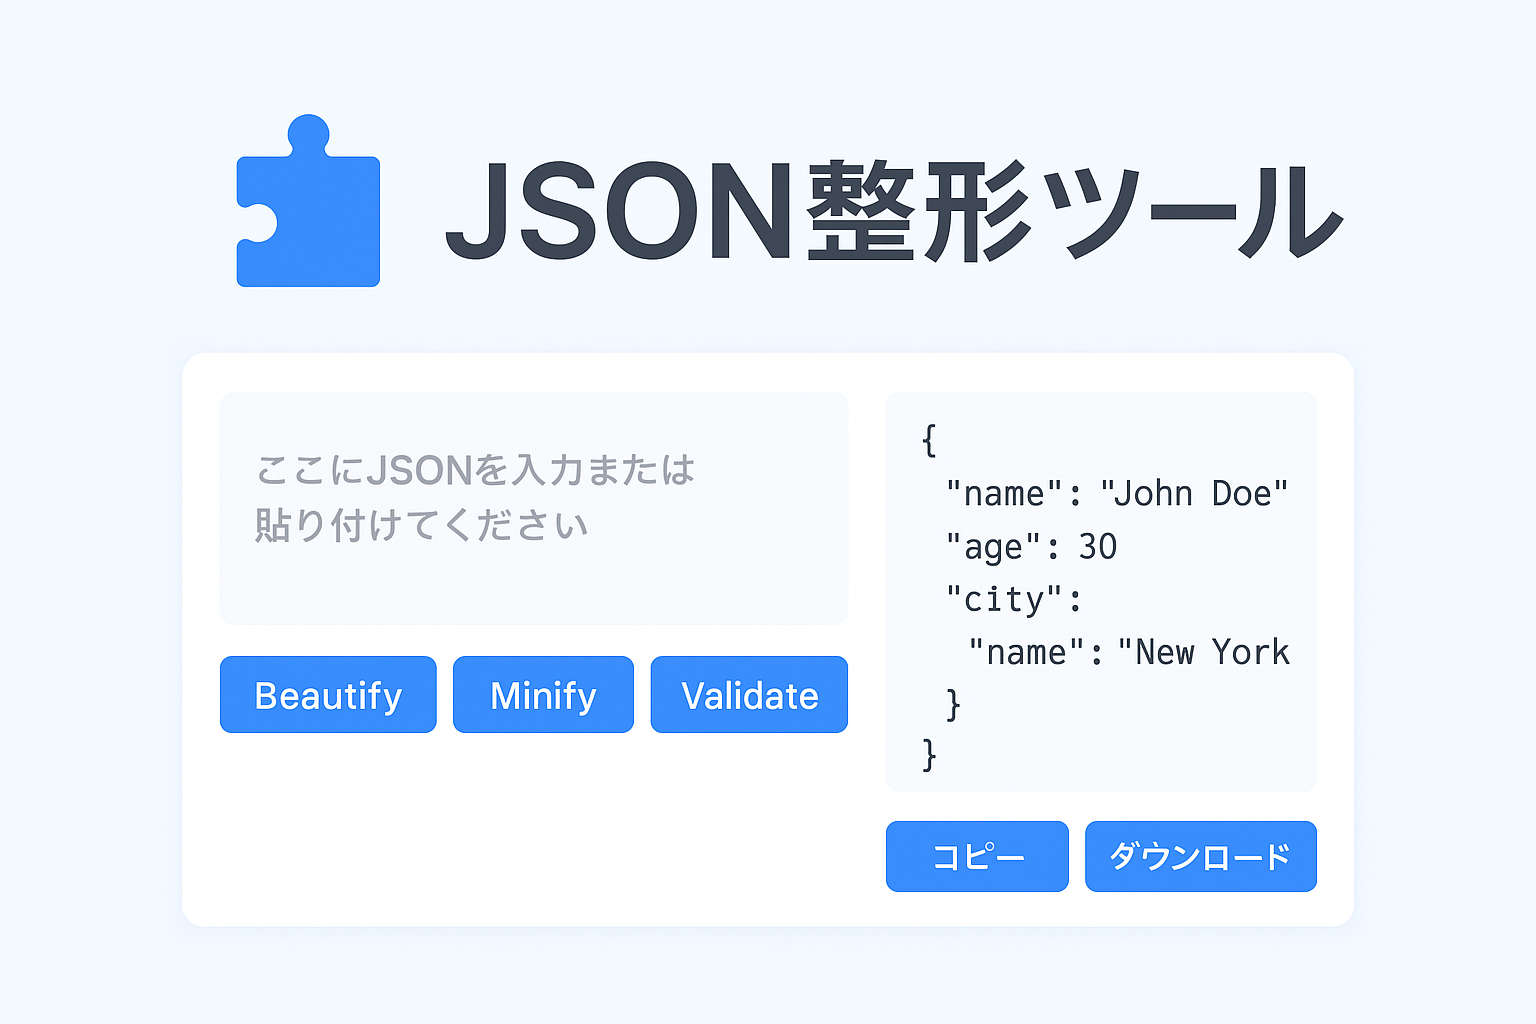 JSON整形ツール
ここにJSONを入力または
貼り付けてください
Beautify
Minify
Validate
{
"name": "John Doe"
"age": 30
"city":
"name": "New York
}
}
コピー
ダウンロード